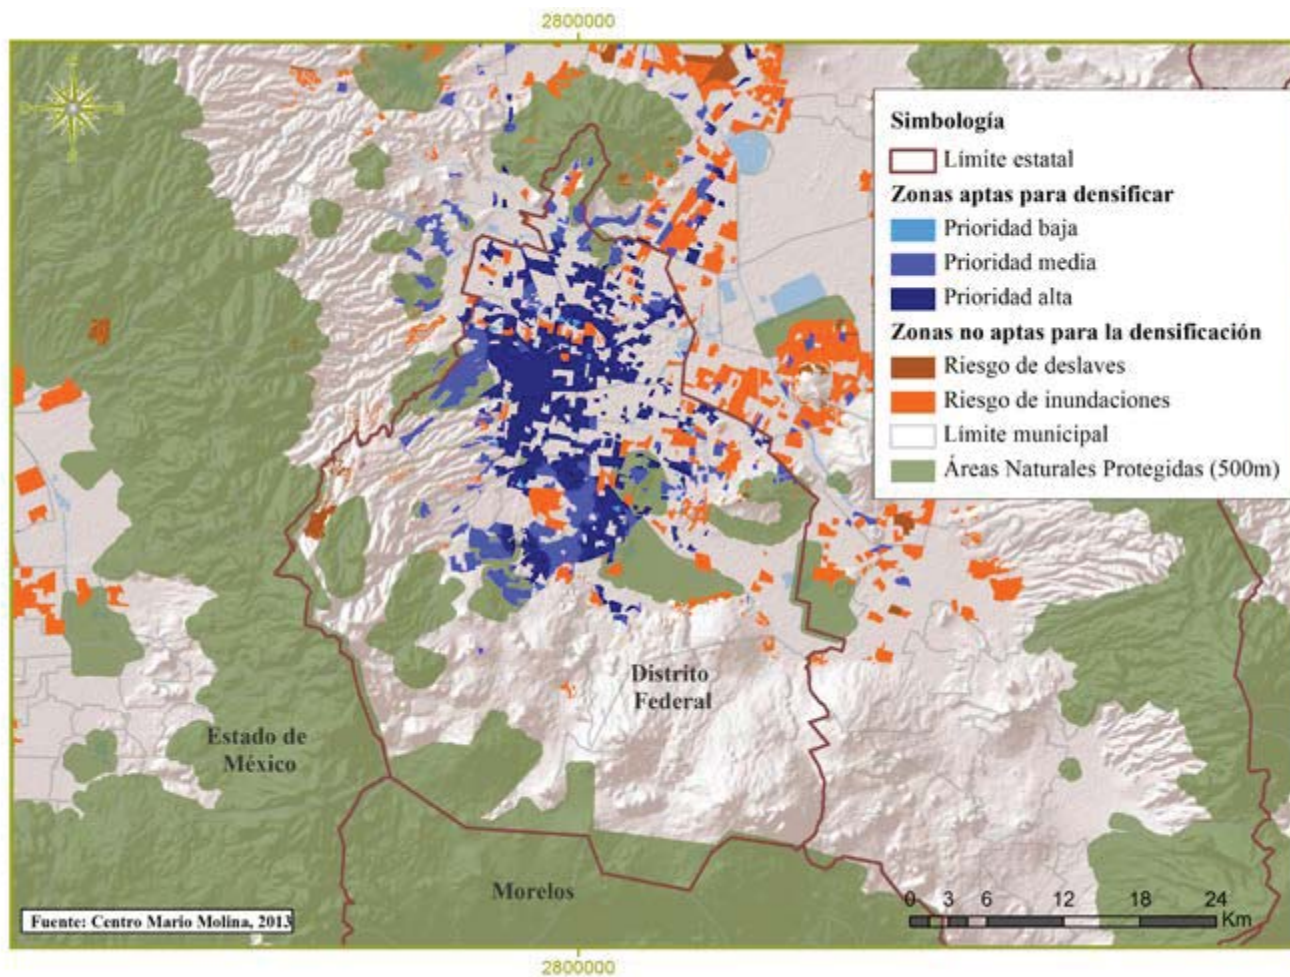 2800000
Simbología
Límite estatal
Zonas aptas para densificar
Prioridad baja
Prioridad media
Prioridad alta
Zonas no aptas para la densificación
Riesgo de deslaves
Riesgo de inundaciones
Límite municipal
Áreas Naturales Protegidas (500m)
Distrito
Federal
Estado de
México
Morelos
Fuente: Centro Mario Molina, 2013
0 3 6 12 18 24
Km
2800000